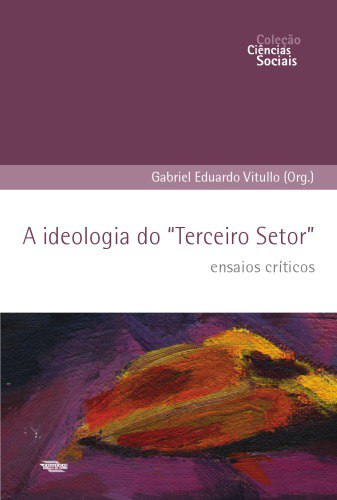 Coleção
Ciências
Sociais
Gabriel Eduardo Vitullo (Org.)
A ideologia do “Terceiro Setor”
ensaios críticos